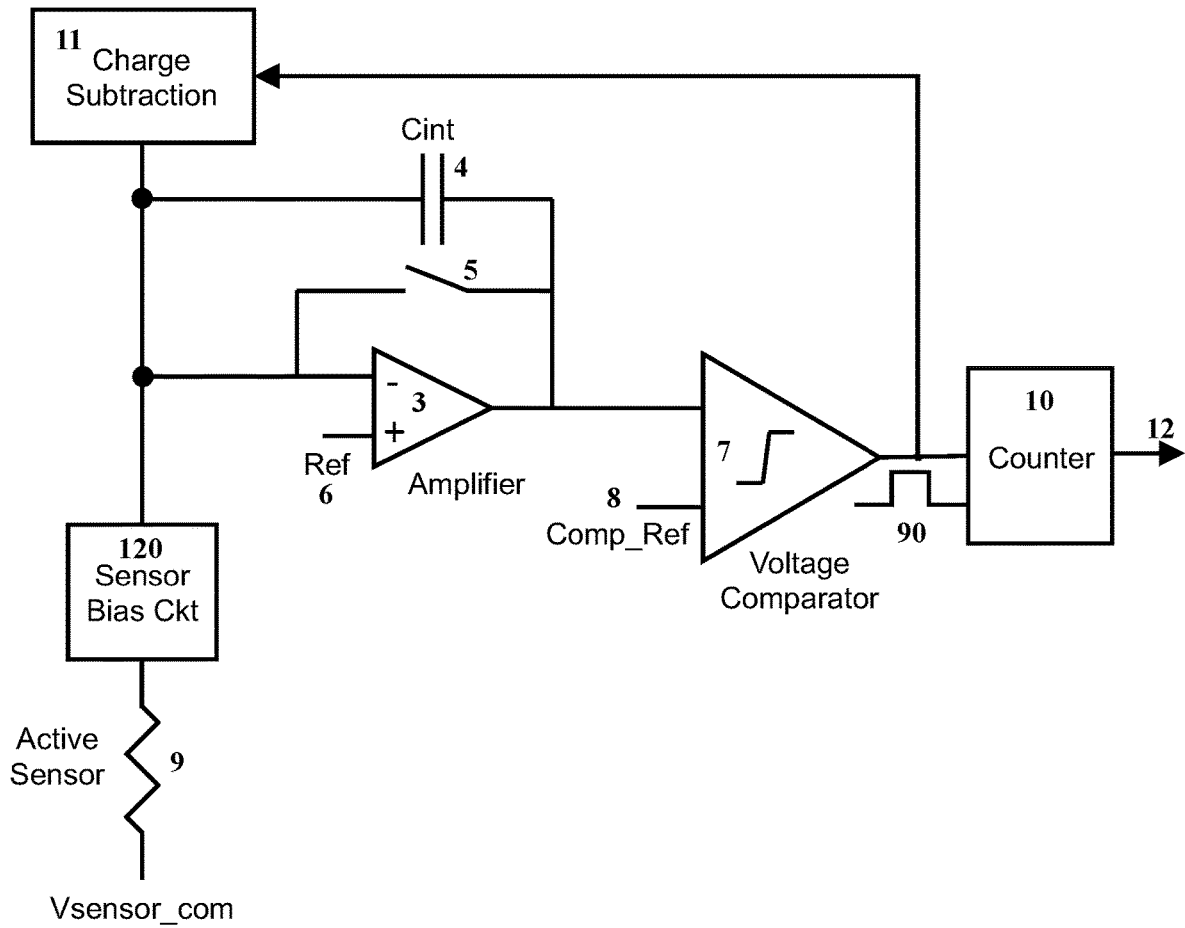 11
Charge
Subtraction
Cint
4
5
-
3
+
Ref
6
Amplifier
7
8
Comp_Ref
Voltage
Comparator
90
10
Counter
12
120
Sensor
Bias Ckt
Active
Sensor
9
Vsensor_com